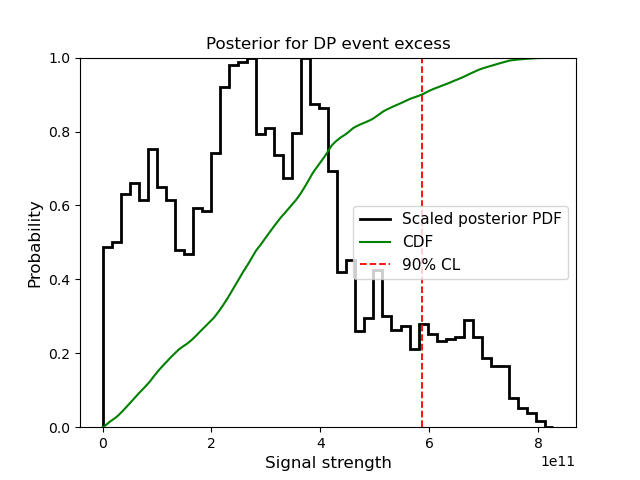 Posterior for DP event excess
Probability
1.0
0.8
0.6
0.4
0.2
0.0
Scaled posterior PDF
CDF
90% CL
0
2
4
6
8
1e11
Signal strength